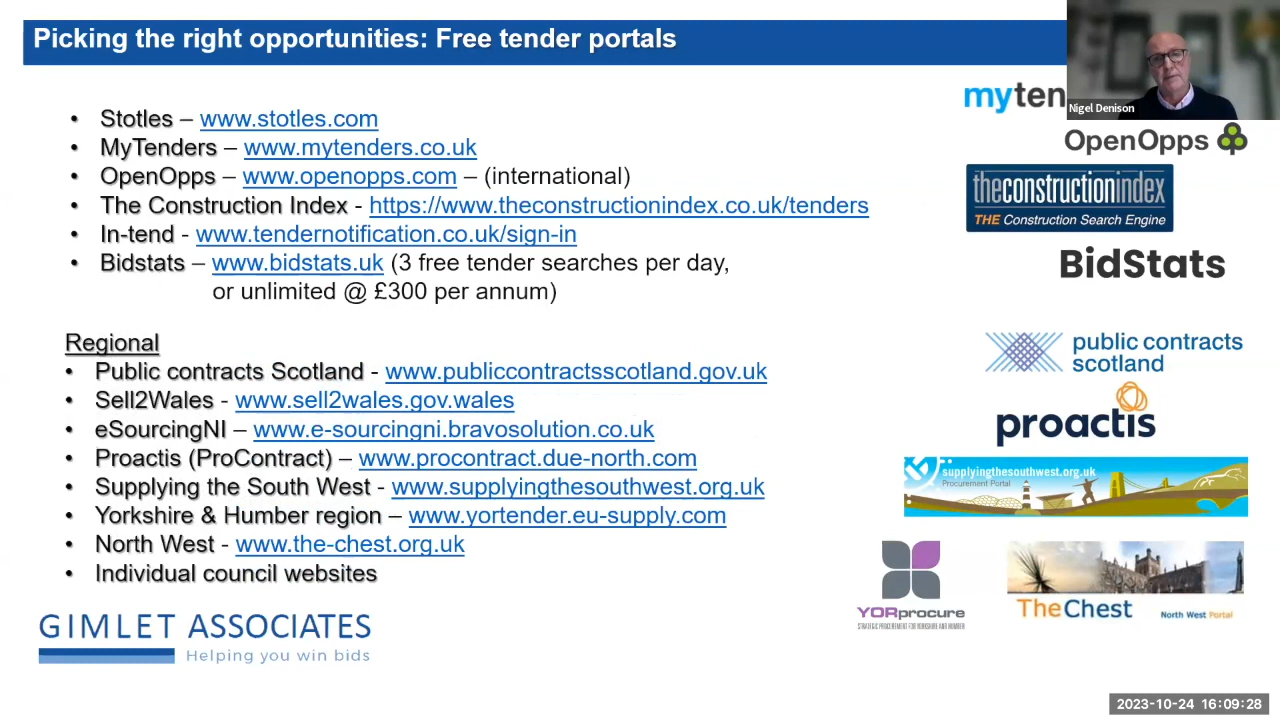 Picking the right opportunities: Free tender portals
Nigel Denison
• Stotles – www.stotles.com
• MyTenders – www.mytenders.co.uk
• OpenOpps – www.openopps.com – (international)
• The Construction Index - https://www.theconstructionindex.co.uk/tenders
• In-tend - www.tendernotification.co.uk/sign-in
• Bidstats – www.bidstats.uk (3 free tender searches per day,
or unlimited @ £300 per annum)
myten
OpenOpps
theconstructionindex
THE Construction Search Engine
BidStats
Regional
• Public contracts Scotland - www.publiccontractsscotland.gov.uk
• Sell2Wales - www.sell2wales.gov.wales
• eSourcingNI – www.e-sourcingni.bravosolution.co.uk
• Proactis (ProContract) – www.procontract.due-north.com
• Supplying the South West - www.supplyingthesouthwest.org.uk
• Yorkshire & Humber region – www.yortender.eu-supply.com
• North West - www.the-chest.org.uk
• Individual council websites
public contracts
scotland
proactis
supplyingthesouthwest.org.uk
Procurement Portal
YORprocure
STRATEGIC PROCUREMENT FOR YORKSHIRE AND HUMBER
TheChest North West Portal
GIMLET ASSOCIATES
Helping you win bids
2023-10-24 16:09:28